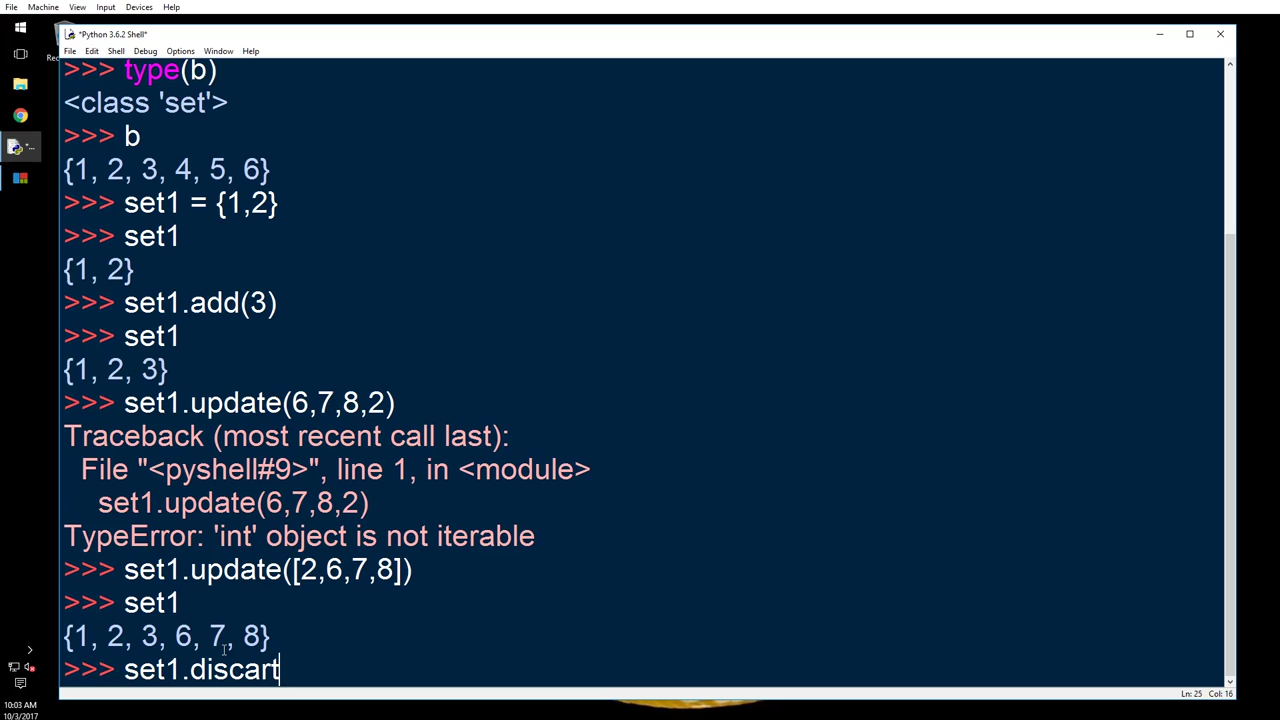 File Machine View Input Devices Help
*Python 3.6.2 Shell*
File Edit Shell Debug Options Window Help
>>> type(b)
<class 'set'>
>>> b
{1, 2, 3, 4, 5, 6}
>>> set1 = {1,2}
>>> set1
{1, 2}
>>> set1.add(3)
>>> set1
{1, 2, 3}
>>> set1.update(6,7,8,2)
Traceback (most recent call last):
File "<pyshell#9>", line 1, in <module>
set1.update(6,7,8,2)
TypeError: 'int' object is not iterable
>>> set1.update([2,6,7,8])
>>> set1
{1, 2, 3, 6, 7, 8}
>>> set1.discart
Ln: 25 Col: 16
10:03 AM
10/3/2017